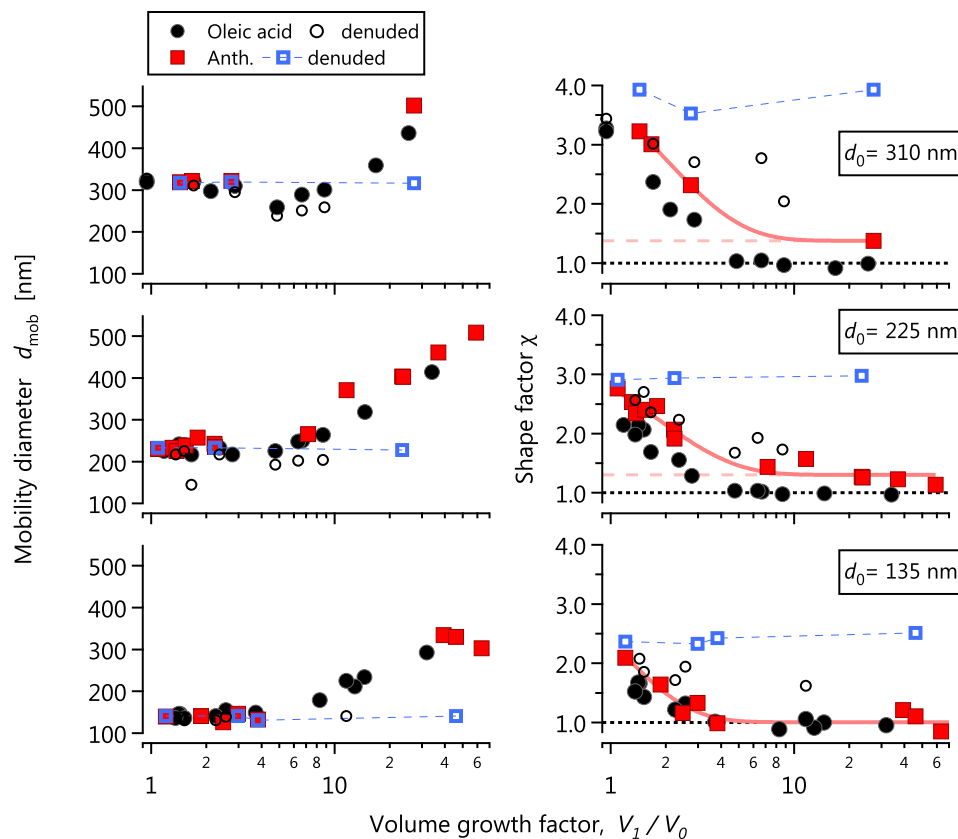 Oleic acid denuded
Anth. denuded
Mobility diameter d_mob [nm]
500
400
300
200
100
500
400
300
200
100
500
400
300
200
100
1 2 4 6 8 10 2 4 6
Shape factor χ
4.0
3.0
2.0
1.0
d₀= 310 nm
4.0
3.0
2.0
1.0
d₀= 225 nm
4.0
3.0
2.0
1.0
d₀= 135 nm
1 2 4 6 8 10 2 4 6
Volume growth factor, V₁ / V₀